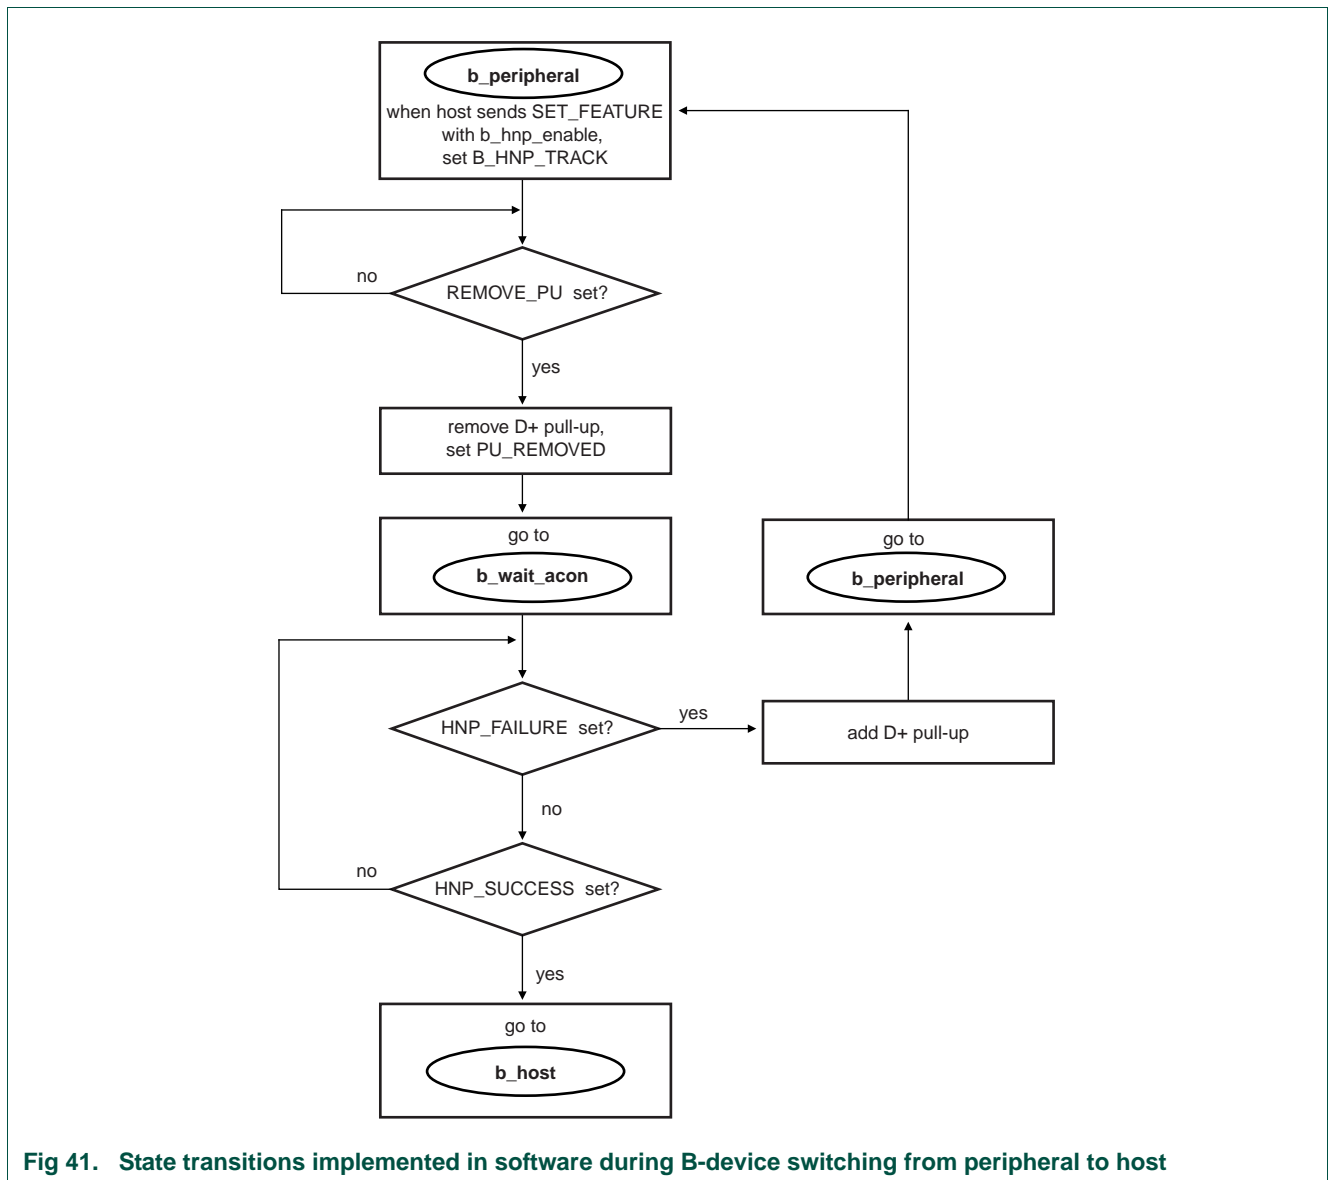 b_peripheral
when host sends SET_FEATURE
with b_hnp_enable,
set B_HNP_TRACK
no
REMOVE_PU set?
yes
remove D+ pull-up,
set PU_REMOVED
go to
b_wait_acon
go to
b_peripheral
HNP_FAILURE set?
yes
add D+ pull-up
no
no
HNP_SUCCESS set?
yes
go to
b_host
Fig 41. State transitions implemented in software during B-device switching from peripheral to host